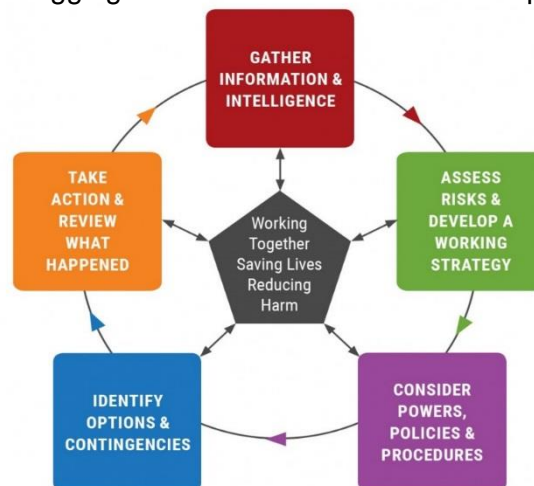 GATHER
INFORMATION &
INTELLIGENCE
ASSESS
RISKS &
DEVELOP A
WORKING
STRATEGY
CONSIDER
POWERS,
POLICIES &
PROCEDURES
IDENTIFY
OPTIONS &
CONTINGENCIES
TAKE
ACTION &
REVIEW
WHAT
HAPPENED
Working
Together
Saving Lives
Reducing
Harm